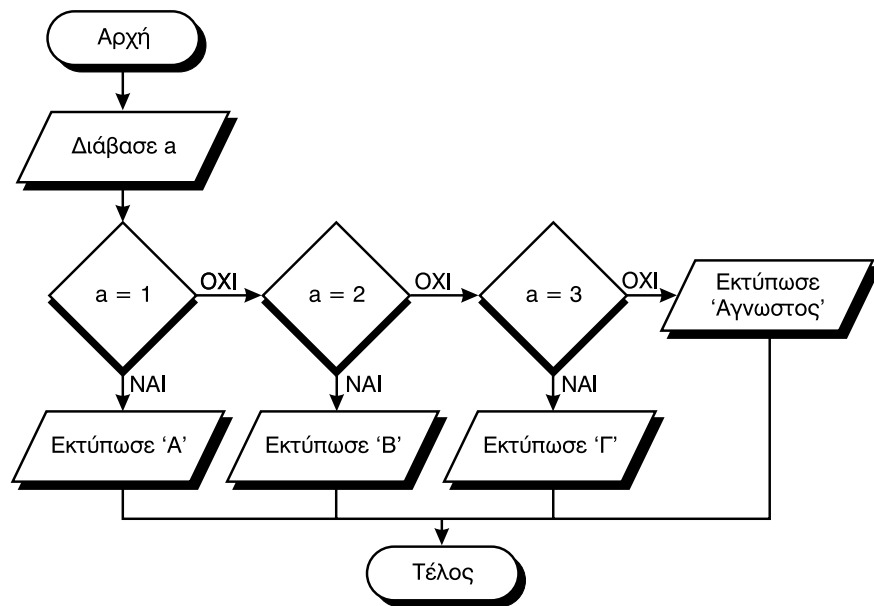 Αρχή
Διάβασε a
a = 1
ΟΧΙ
a = 2
ΟΧΙ
a = 3
ΟΧΙ
Εκτύπωσε
‘Αγνωστος’
ΝΑΙ
ΝΑΙ
ΝΑΙ
Εκτύπωσε ‘Α’
Εκτύπωσε ‘Β’
Εκτύπωσε ‘Γ’
Τέλος